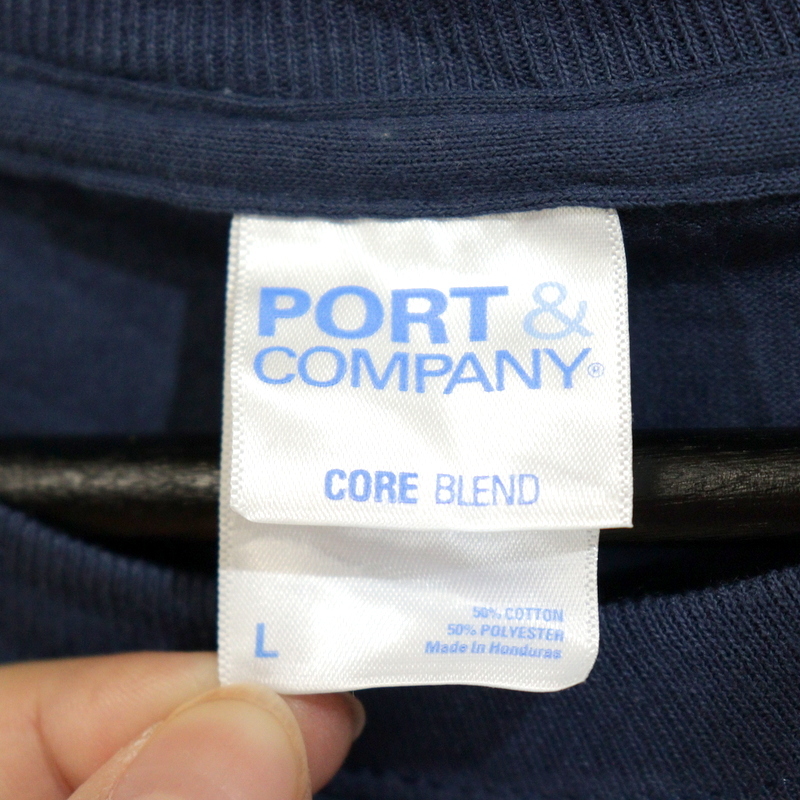 PORT &
COMPANY®
CORE BLEND
L
50% COTTON
50% POLYESTER
Made in Honduras